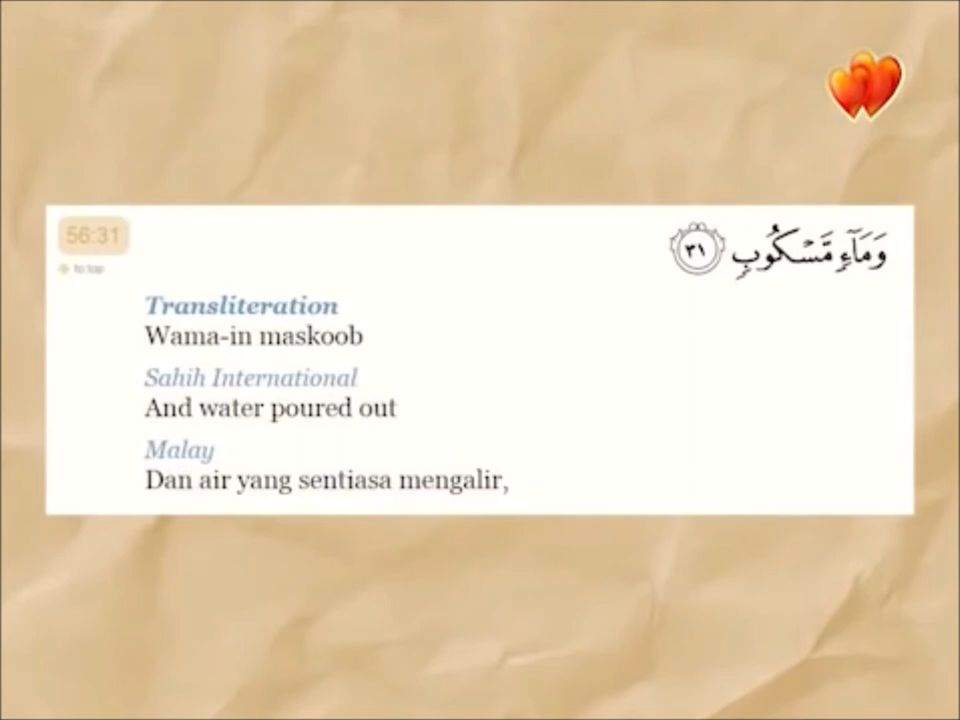 56:31
وَمَآءٍ مَّسْكُوبٍ ٣١
to top
Transliteration
Wama-in maskoob
Sahih International
And water poured out
Malay
Dan air yang sentiasa mengalir,